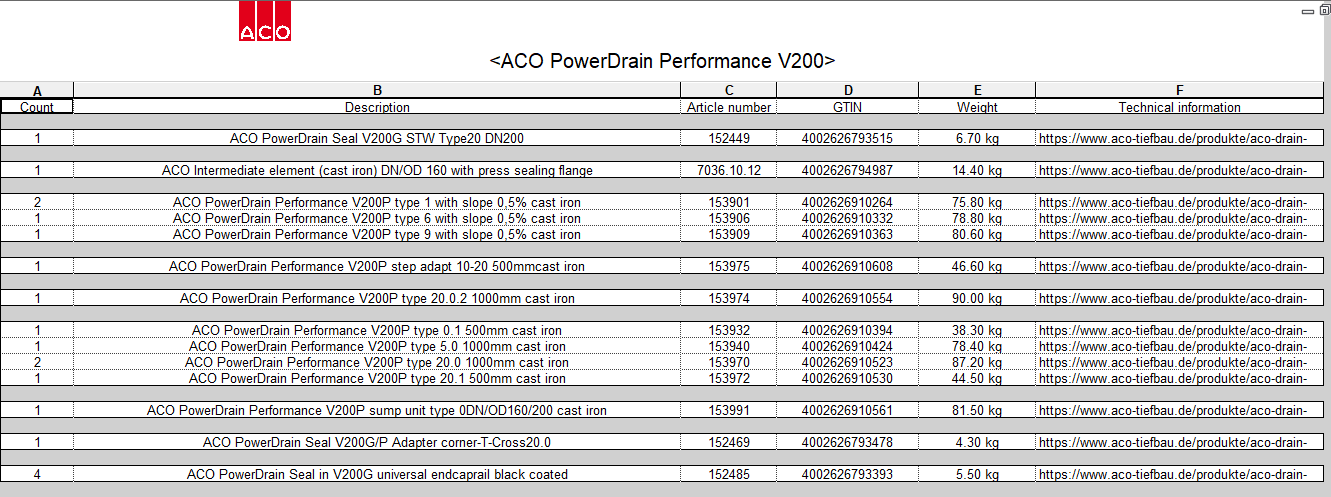 ACO
<ACO PowerDrain Performance V200>
A B C D E F
Count Description Article number GTIN Weight Technical information
1 ACO PowerDrain Seal V200G STW Type20 DN200 152449 4002626793515 6.70 kg https://www.aco-tiefbau.de/produkte/aco-drain-
1 ACO Intermediate element (cast iron) DN/OD 160 with press sealing flange 7036.10.12 4002626794987 14.40 kg https://www.aco-tiefbau.de/produkte/aco-drain-
2 ACO PowerDrain Performance V200P type 1 with slope 0,5% cast iron 153901 4002626910264 75.80 kg https://www.aco-tiefbau.de/produkte/aco-drain-
1 ACO PowerDrain Performance V200P type 6 with slope 0,5% cast iron 153906 4002626910332 78.80 kg https://www.aco-tiefbau.de/produkte/aco-drain-
1 ACO PowerDrain Performance V200P type 9 with slope 0,5% cast iron 153909 4002626910363 80.60 kg https://www.aco-tiefbau.de/produkte/aco-drain-
1 ACO PowerDrain Performance V200P step adapt 10-20 500mmcast iron 153975 4002626910608 46.60 kg https://www.aco-tiefbau.de/produkte/aco-drain-
1 ACO PowerDrain Performance V200P type 20.0.2 1000mm cast iron 153974 4002626910554 90.00 kg https://www.aco-tiefbau.de/produkte/aco-drain-
1 ACO PowerDrain Performance V200P type 0.1 500mm cast iron 153932 4002626910394 38.30 kg https://www.aco-tiefbau.de/produkte/aco-drain-
1 ACO PowerDrain Performance V200P type 5.0 1000mm cast iron 153940 4002626910424 78.40 kg https://www.aco-tiefbau.de/produkte/aco-drain-
2 ACO PowerDrain Performance V200P type 20.0 1000mm cast iron 153970 4002626910523 87.20 kg https://www.aco-tiefbau.de/produkte/aco-drain-
1 ACO PowerDrain Performance V200P type 20.1 500mm cast iron 153972 4002626910530 44.50 kg https://www.aco-tiefbau.de/produkte/aco-drain-
1 ACO PowerDrain Performance V200P sump unit type 0DN/OD160/200 cast iron 153991 4002626910561 81.50 kg https://www.aco-tiefbau.de/produkte/aco-drain-
1 ACO PowerDrain Seal V200G/P Adapter corner-T-Cross20.0 152469 4002626793478 4.30 kg https://www.aco-tiefbau.de/produkte/aco-drain-
4 ACO PowerDrain Seal in V200G universal endcaprail black coated 152485 4002626793393 5.50 kg https://www.aco-tiefbau.de/produkte/aco-drain-